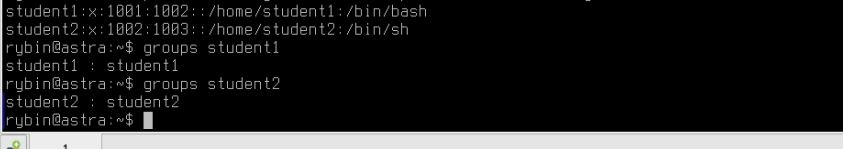 student1:x:1001:1002::/home/student1:/bin/bash
student2:x:1002:1003::/home/student2:/bin/sh
rybin@astra:~$ groups student1
student1 : student1
rybin@astra:~$ groups student2
student2 : student2
rybin@astra:~$
1